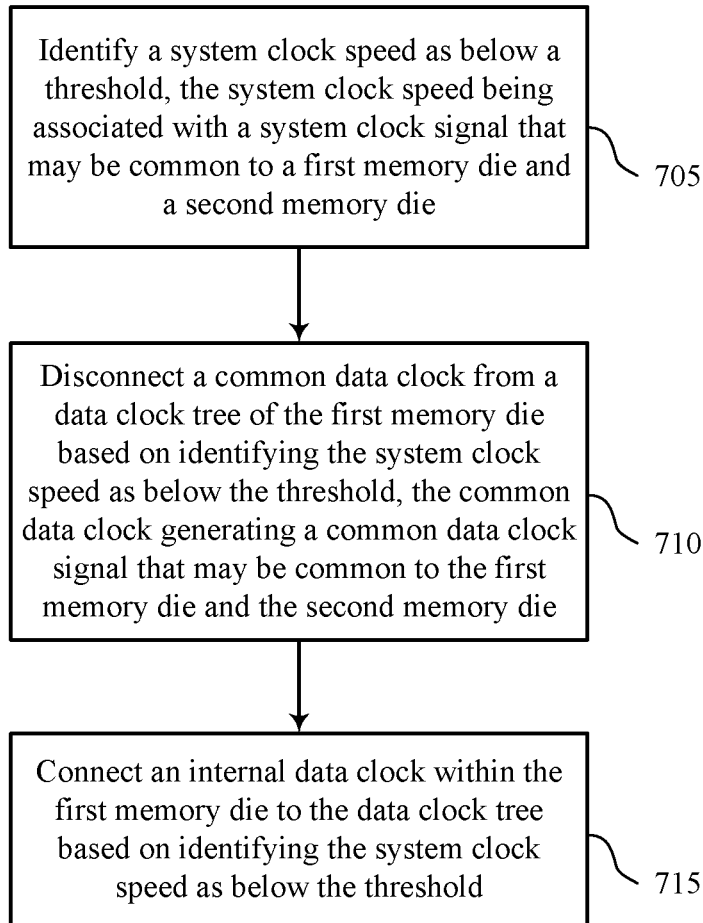 Identify a system clock speed as below a
threshold, the system clock speed being
associated with a system clock signal that
may be common to a first memory die and
a second memory die
705
Disconnect a common data clock from a
data clock tree of the first memory die
based on identifying the system clock
speed as below the threshold, the common
data clock generating a common data clock
signal that may be common to the first
memory die and the second memory die
710
Connect an internal data clock within the
first memory die to the data clock tree
based on identifying the system clock
speed as below the threshold
715